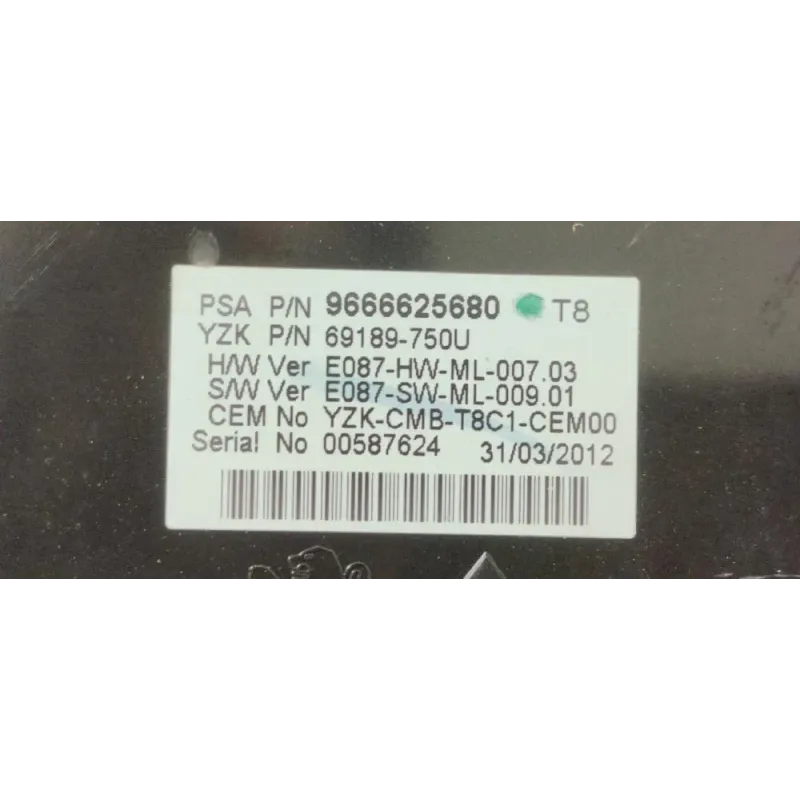 PSA P/N 9666625680 T8
YZK P/N 69189-750U
H/W Ver E087-HW-ML-007.03
S/W Ver E087-SW-ML-009.01
CEM No YZK-CMB-T8C1-CEM00
Serial No 00587624 31/03/2012